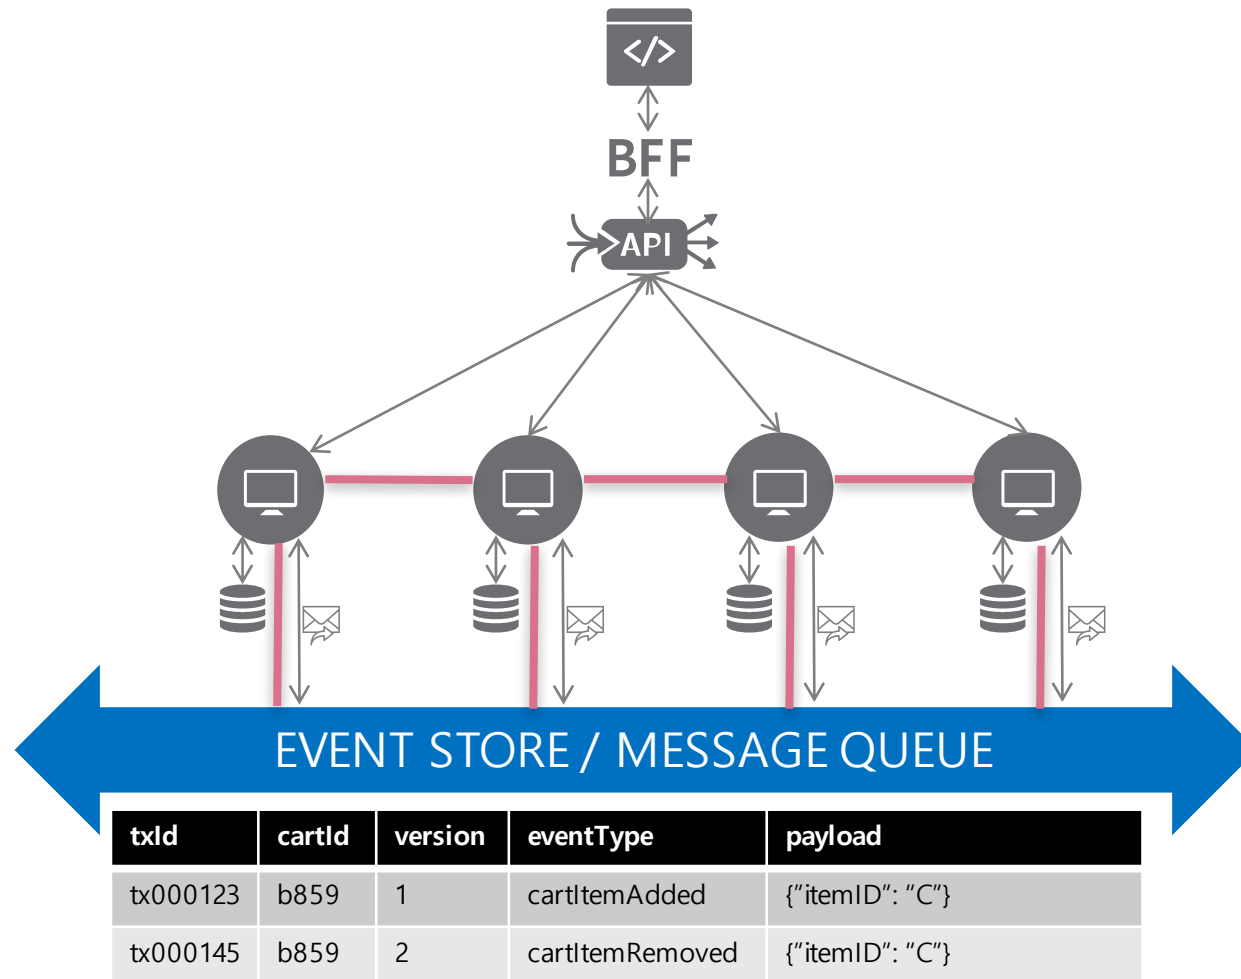 </>
BFF
API
EVENT STORE / MESSAGE QUEUE
txId cartId version eventType payload
tx000123 b859 1 cartItemAdded {"itemID": "C"}
tx000145 b859 2 cartItemRemoved {"itemID": "C"}